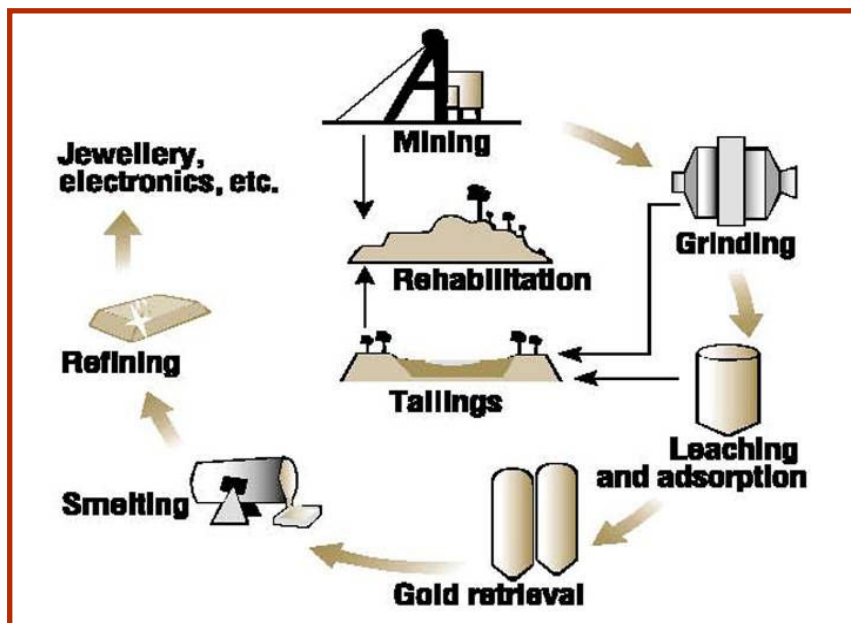 Mining
Jewellery,
electronics, etc.
Grinding
Rehabilitation
Refining
Tailings
Leaching
and adsorption
Smelting
Gold retrieval